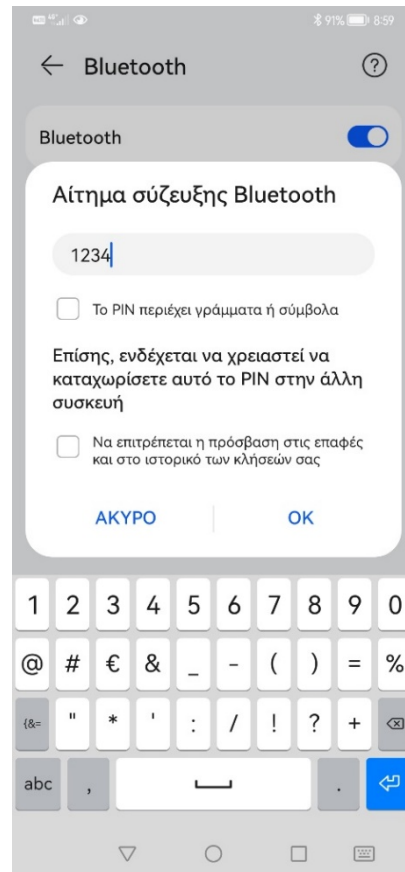 91% 8:59
← Bluetooth ?
Bluetooth
Αίτημα σύζευξης Bluetooth
1234
Το PIN περιέχει γράμματα ή σύμβολα
Επίσης, ενδέχεται να χρειαστεί να
καταχωρίσετε αυτό το PIN στην άλλη
συσκευή
Να επιτρέπεται η πρόσβαση στις επαφές
και στο ιστορικό των κλήσεών σας
ΑΚΥΡΟ OK
1 2 3 4 5 6 7 8 9 0
@ # € & _ - ( ) = %
{&= " * ' : / ! ? +
abc , .